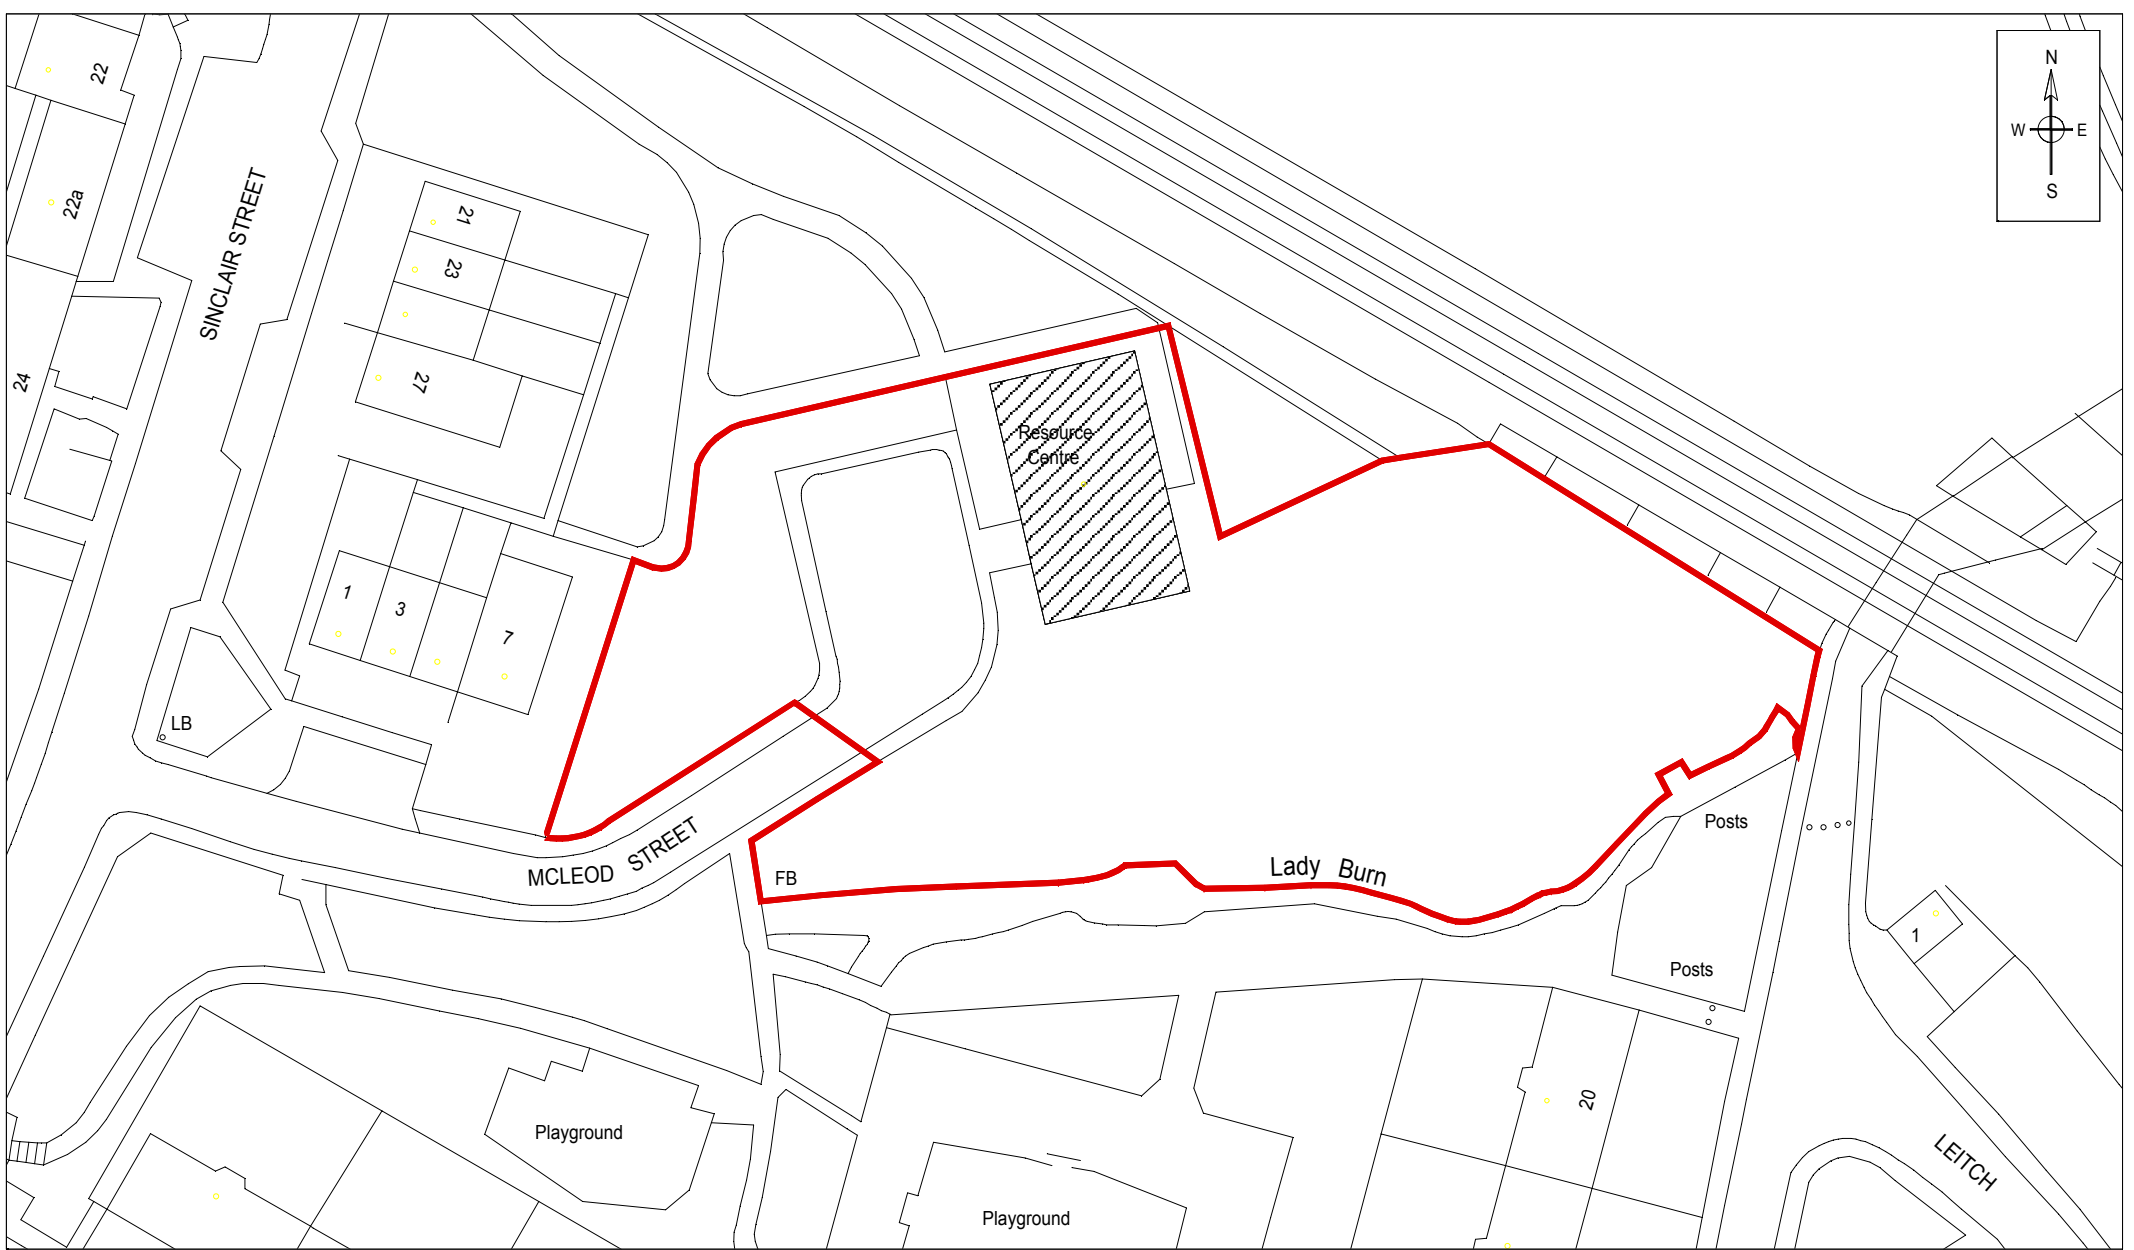 22
N
W E
S
22a
21
SINCLAIR STREET
23
24
27
Resource
Centre
1
3
7
LB
Posts
MCLEOD STREET
Lady Burn
FB
1
Posts
20
Playground
LEITCH
Playground